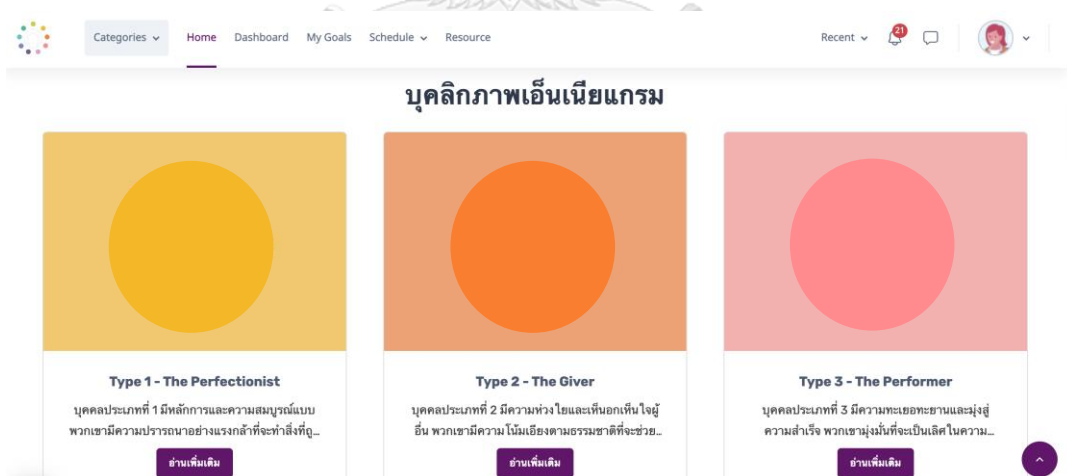 Categories Home Dashboard My Goals Schedule Resource Recent 21
บุคลิกภาพเอ็นเนียแกรม
Type 1 - The Perfectionist
บุคคลประเภทที่ 1 มีหลักการและความสมบูรณ์แบบ
พวกเขามีความปรารถนาอย่างแรงกล้าที่จะทำสิ่งที่ถู...
อ่านเพิ่มเติม
Type 2 - The Giver
บุคคลประเภทที่ 2 มีความห่วงใยและเห็นอกเห็นใจผู้
อื่น พวกเขามีความโน้มเอียงตามธรรมชาติที่จะช่วย...
อ่านเพิ่มเติม
Type 3 - The Performer
บุคคลประเภทที่ 3 มีความทะเยอทะยานและมุ่งสู่
ความสำเร็จ พวกเขามุ่งมั่นที่จะเป็นเลิศในความ...
อ่านเพิ่มเติม